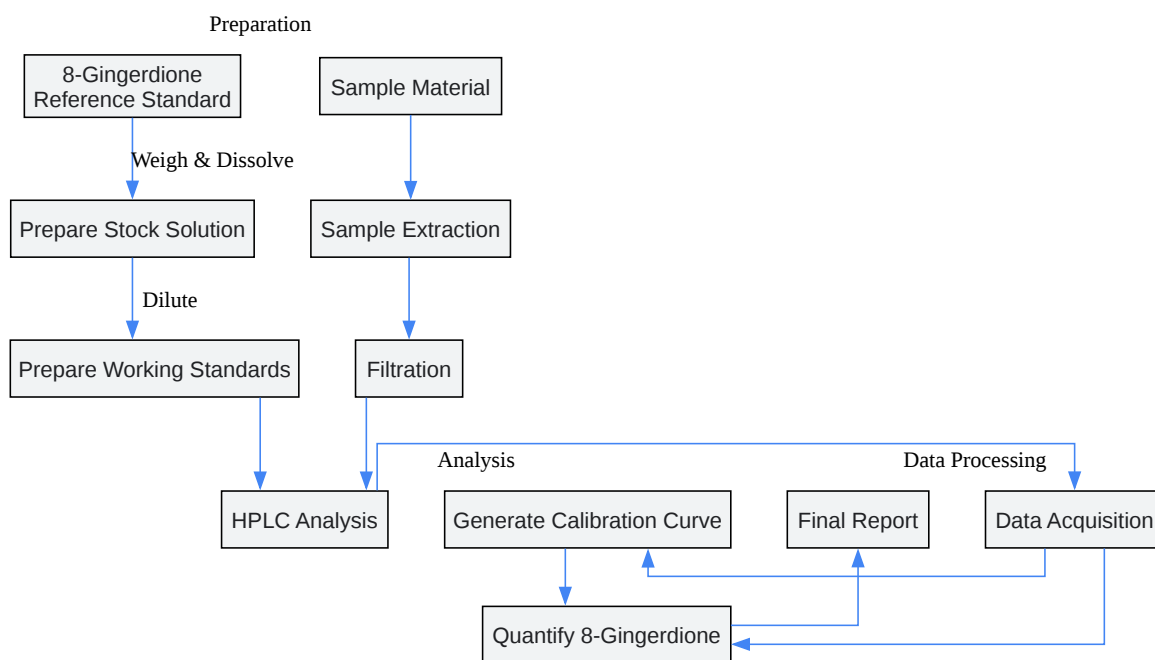 Preparation
8-Gingerdione
Reference Standard
Sample Material
Weigh & Dissolve
Prepare Stock Solution
Sample Extraction
Dilute
Prepare Working Standards
Filtration
Analysis
Data Processing
HPLC Analysis
Generate Calibration Curve
Final Report
Data Acquisition
Quantify 8-Gingerdione